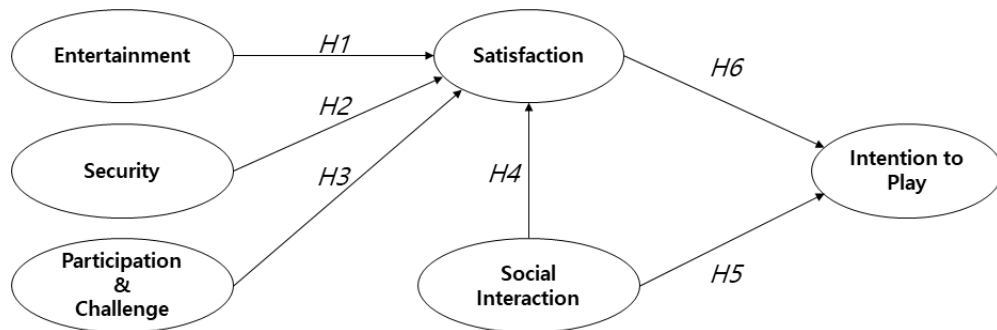 Entertainment
H1
Satisfaction
H6
Security
H2
H3
H4
Intention to
Play
Participation
&
Challenge
Social
Interaction
H5